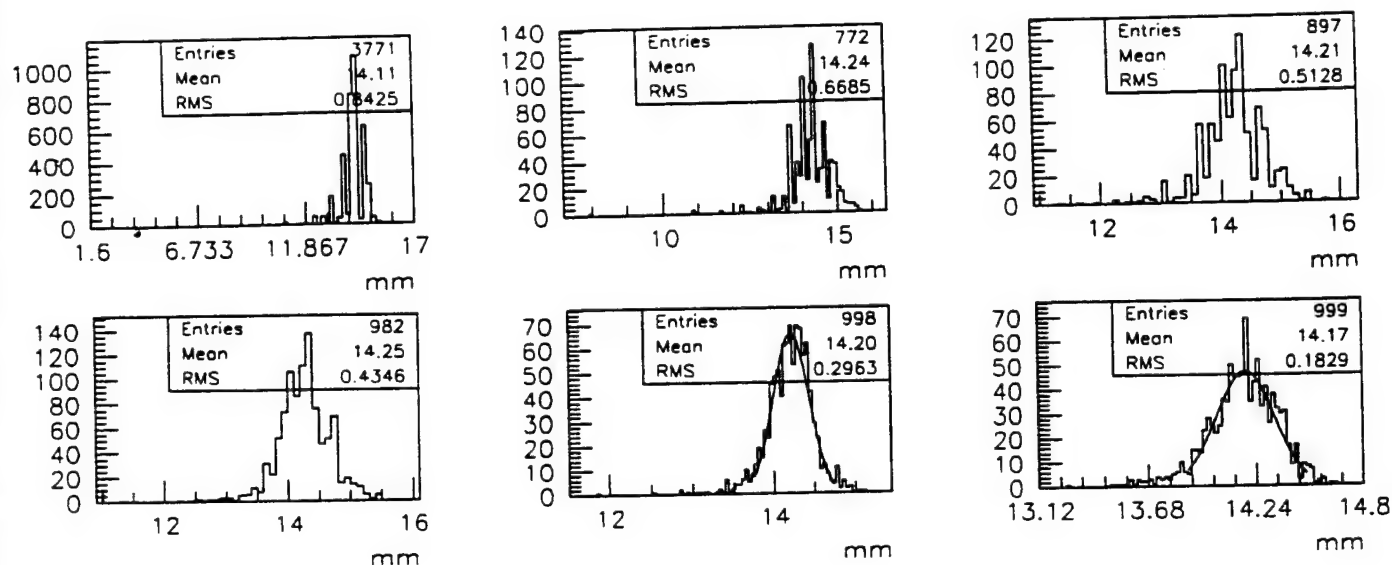 Entries 3771
Mean 4.11
RMS 0.8425
1000
800
600
400
200
0
1.6 6.733 11.867 17
mm
Entries 772
Mean 14.24
RMS 0.6685
140
120
100
80
60
40
20
0
10 15
mm
Entries 897
Mean 14.21
RMS 0.5128
120
100
80
60
40
20
0
12 14 16
mm
Entries 982
Mean 14.25
RMS 0.4346
140
120
100
80
60
40
20
0
12 14 16
mm
Entries 998
Mean 14.20
RMS 0.2963
70
60
50
40
30
20
10
0
12 14
mm
Entries 999
Mean 14.17
RMS 0.1829
70
60
50
40
30
20
10
0
13.12 13.68 14.24 14.8
mm